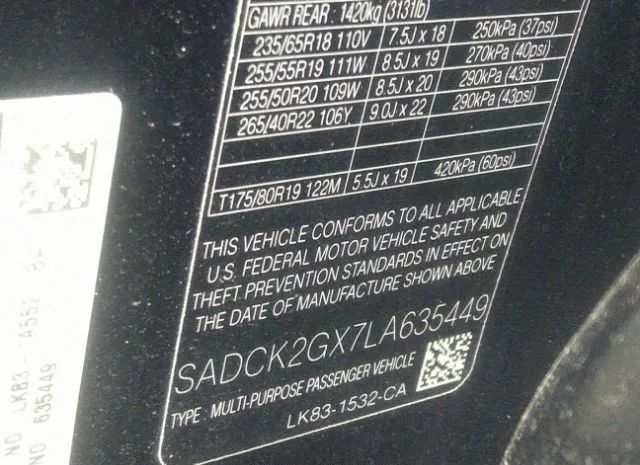 GAWR REAR : 1420kg (3131lb)
235/65R18 110V 7.5J x 18 250kPa (37psi)
255/55R19 111W 8.5J x 19 270kPa (40psi)
255/50R20 109W 8.5J x 20 290kPa (43psi)
265/40R22 106Y 9.0J x 22 290kPa (43psi)
T175/80R19 122M 5.5J x 19 420kPa (60psi)
THIS VEHICLE CONFORMS TO ALL APPLICABLE
U.S. FEDERAL MOTOR VEHICLE SAFETY AND
THEFT PREVENTION STANDARDS IN EFFECT ON
THE DATE OF MANUFACTURE SHOWN ABOVE
SADCK2GX7LA635449
TYPE : MULTI-PURPOSE PASSENGER VEHICLE
LK83-1532-CA
NO LK83 - A557
NO 635449